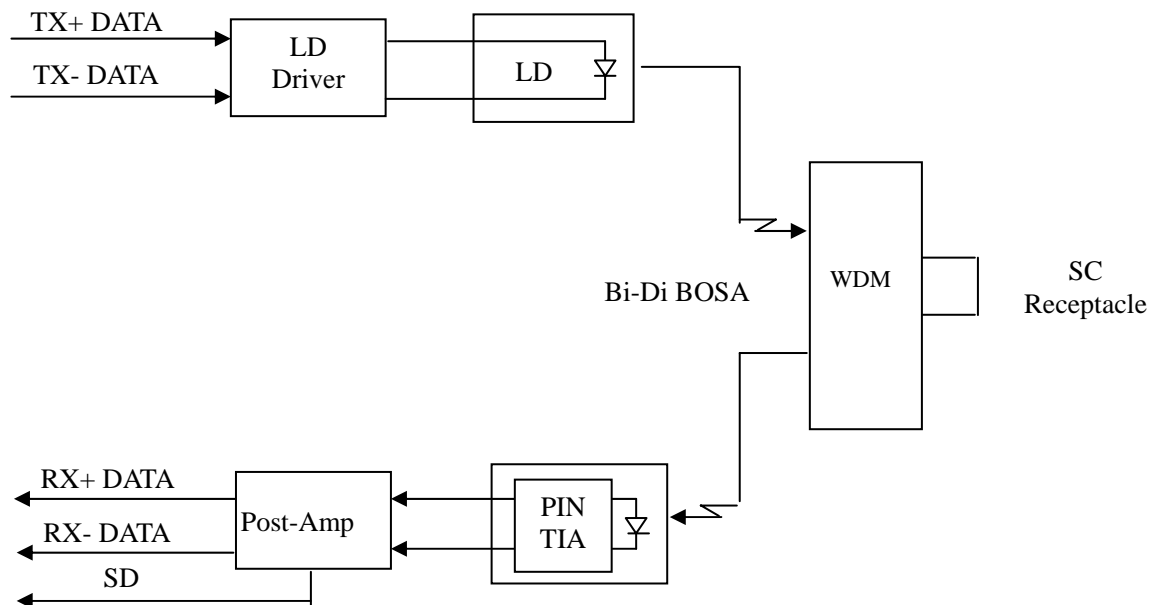 TX+ DATA
TX- DATA
LD
Driver
LD
Bi-Di BOSA
WDM
SC
Receptacle
RX+ DATA
RX- DATA
SD
Post-Amp
PIN
TIA